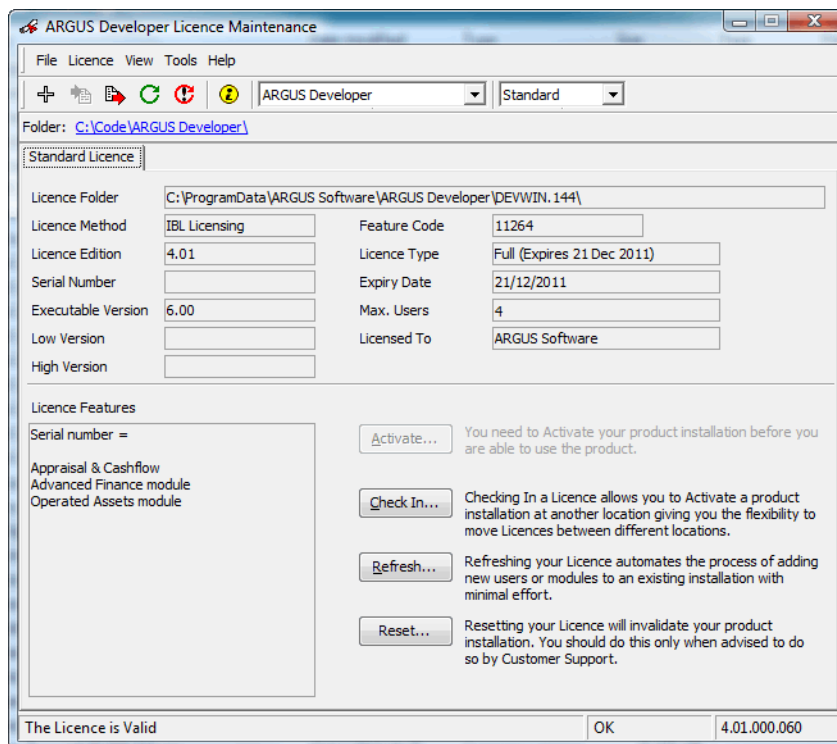 ARGUS Developer Licence Maintenance
File Licence View Tools Help
ARGUS Developer Standard
Folder: C:\Code\ARGUS Developer\
Standard Licence
Licence Folder C:\ProgramData\ARGUS Software\ARGUS Developer\DEVWIN.144\
Licence Method IBL Licensing Feature Code 11264
Licence Edition 4.01 Licence Type Full (Expires 21 Dec 2011)
Serial Number Expiry Date 21/12/2011
Executable Version 6.00 Max. Users 4
Low Version Licensed To ARGUS Software
High Version
Licence Features
Serial number =
Appraisal & Cashflow
Advanced Finance module
Operated Assets module
Activate... You need to Activate your product installation before you
are able to use the product.
Check In... Checking In a Licence allows you to Activate a product
installation at another location giving you the flexibility to
move Licences between different locations.
Refresh... Refreshing your Licence automates the process of adding
new users or modules to an existing installation with
minimal effort.
Reset... Resetting your Licence will invalidate your product
installation. You should do this only when advised to do
so by Customer Support.
The Licence is Valid OK 4.01.000.060